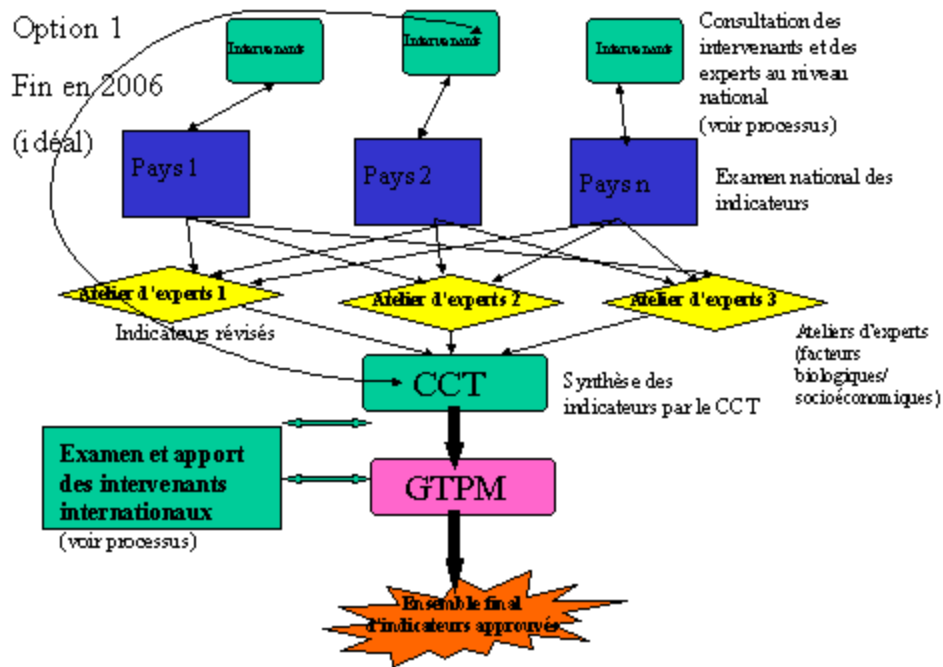 Option 1
Fin en 2006
(idéal)
Intervenants
Intervenants
Intervenants
Consultation des
intervenants et des
experts au niveau
national
(voir processus)
Pays 1
Pays 2
Pays n
Examen national des
indicateurs
Atelier d'experts 1
Atelier d'experts 2
Atelier d'experts 3
Indicateurs révisés
Ateliers d'experts
(facteurs
biologiques/
socioéconomiques)
CCT
Synthèse des
indicateurs par le CCT
Examen et apport
des intervenants
internationaux
(voir processus)
GTPM
Ensemble final
d'indicateurs approuvés